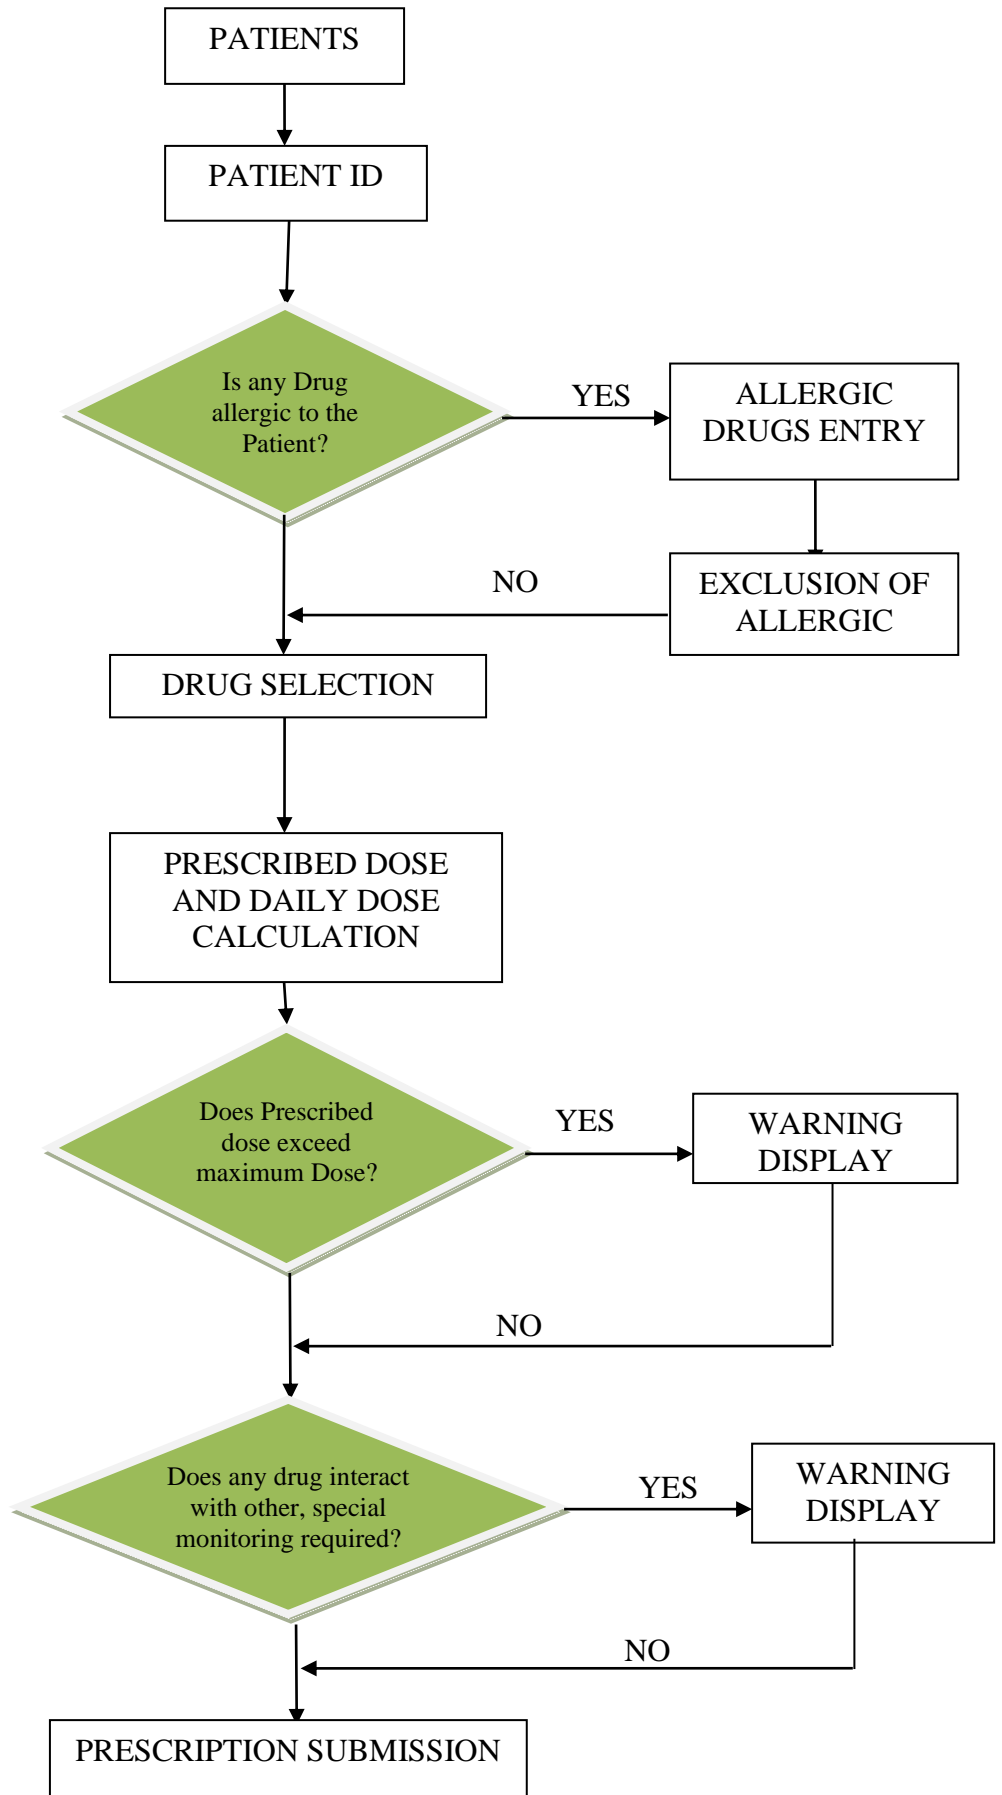 PATIENTS
PATIENT ID
Is any Drug
allergic to the
Patient?
YES
ALLERGIC
DRUGS ENTRY
EXCLUSION OF
ALLERGIC
NO
DRUG SELECTION
PRESCRIBED DOSE
AND DAILY DOSE
CALCULATION
Does Prescribed
dose exceed
maximum Dose?
YES
WARNING
DISPLAY
NO
Does any drug interact
with other, special
monitoring required?
YES
WARNING
DISPLAY
NO
PRESCRIPTION SUBMISSION